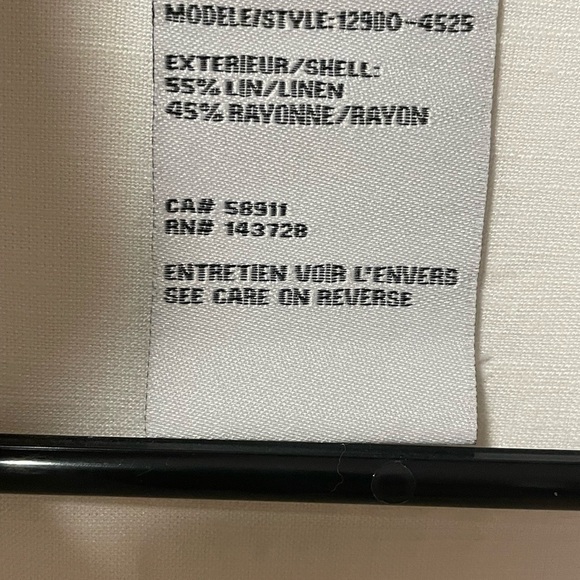 MODELE/STYLE:12900-4525
EXTERIEUR/SHELL:
55% LIN/LINEN
45% RAYONNE/RAYON
CA# 58911
RN# 143728
ENTRETIEN VOIR L'ENVERS
SEE CARE ON REVERSE